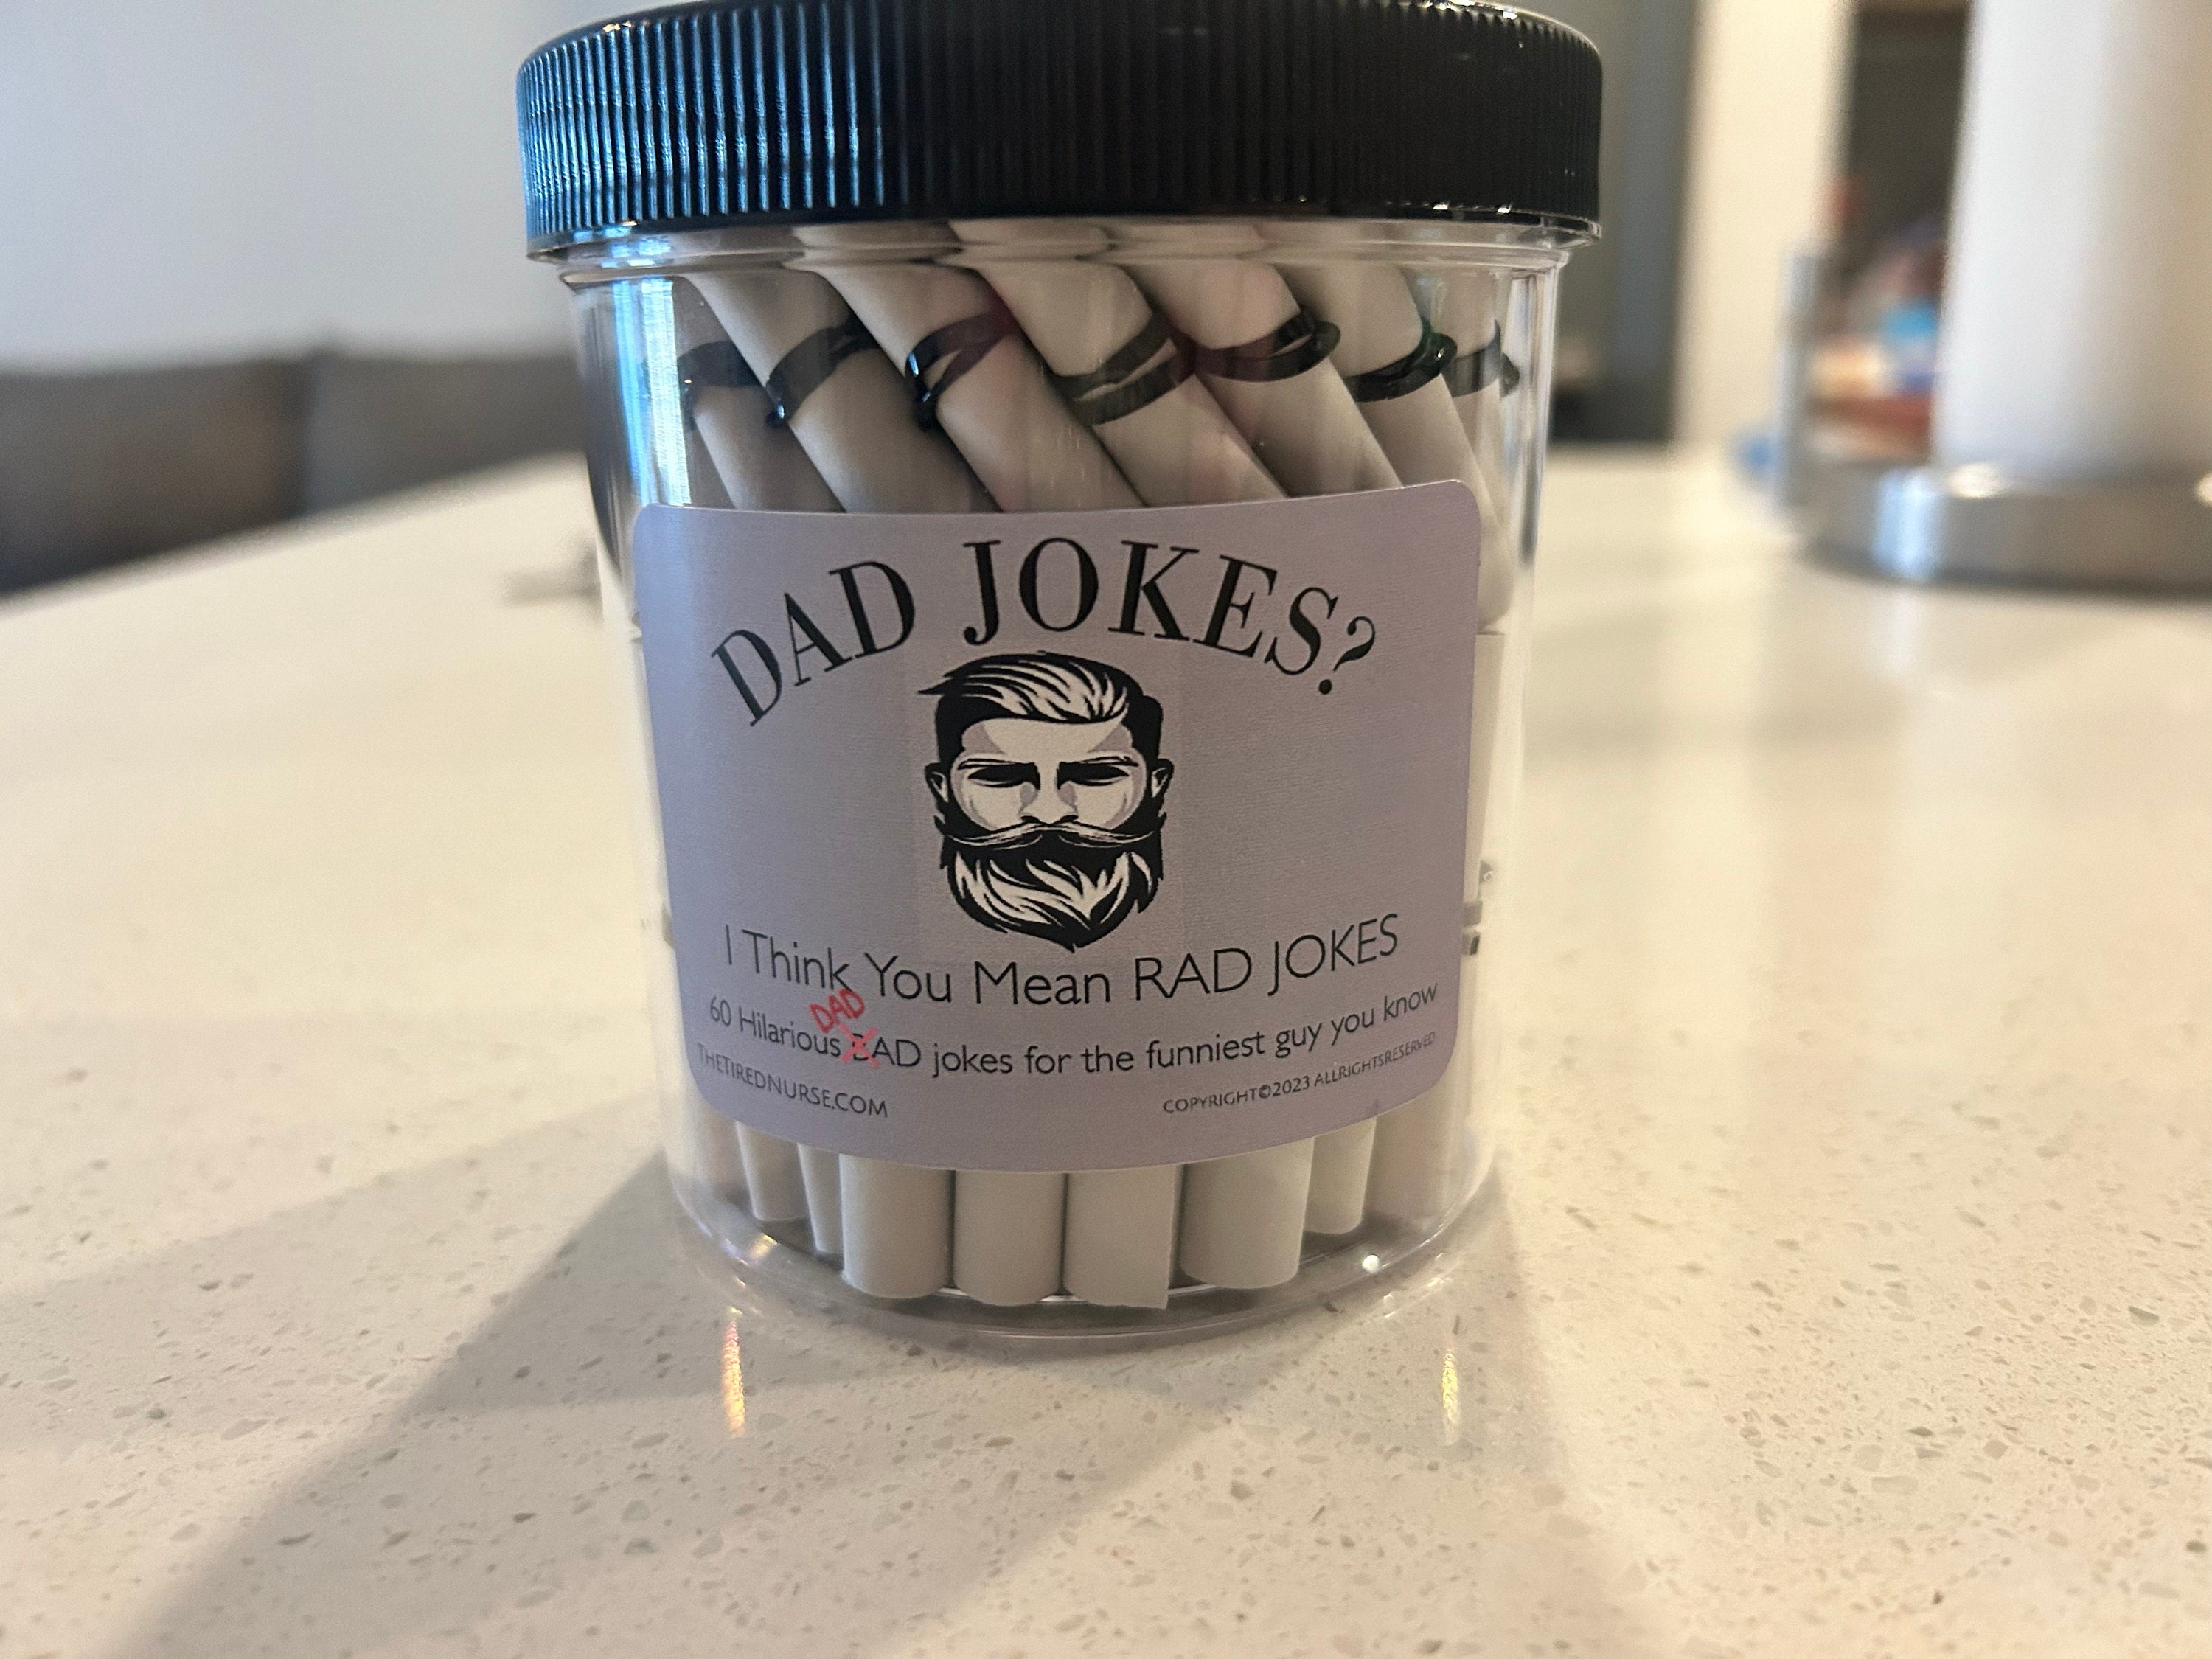 DAD JOKES?
I Think You Mean RAD JOKES
DAD
60 Hilarious BAD jokes for the funniest guy you know
THETIREDNURSE.COM
COPYRIGHT©2023 ALLRIGHTSRESERVED